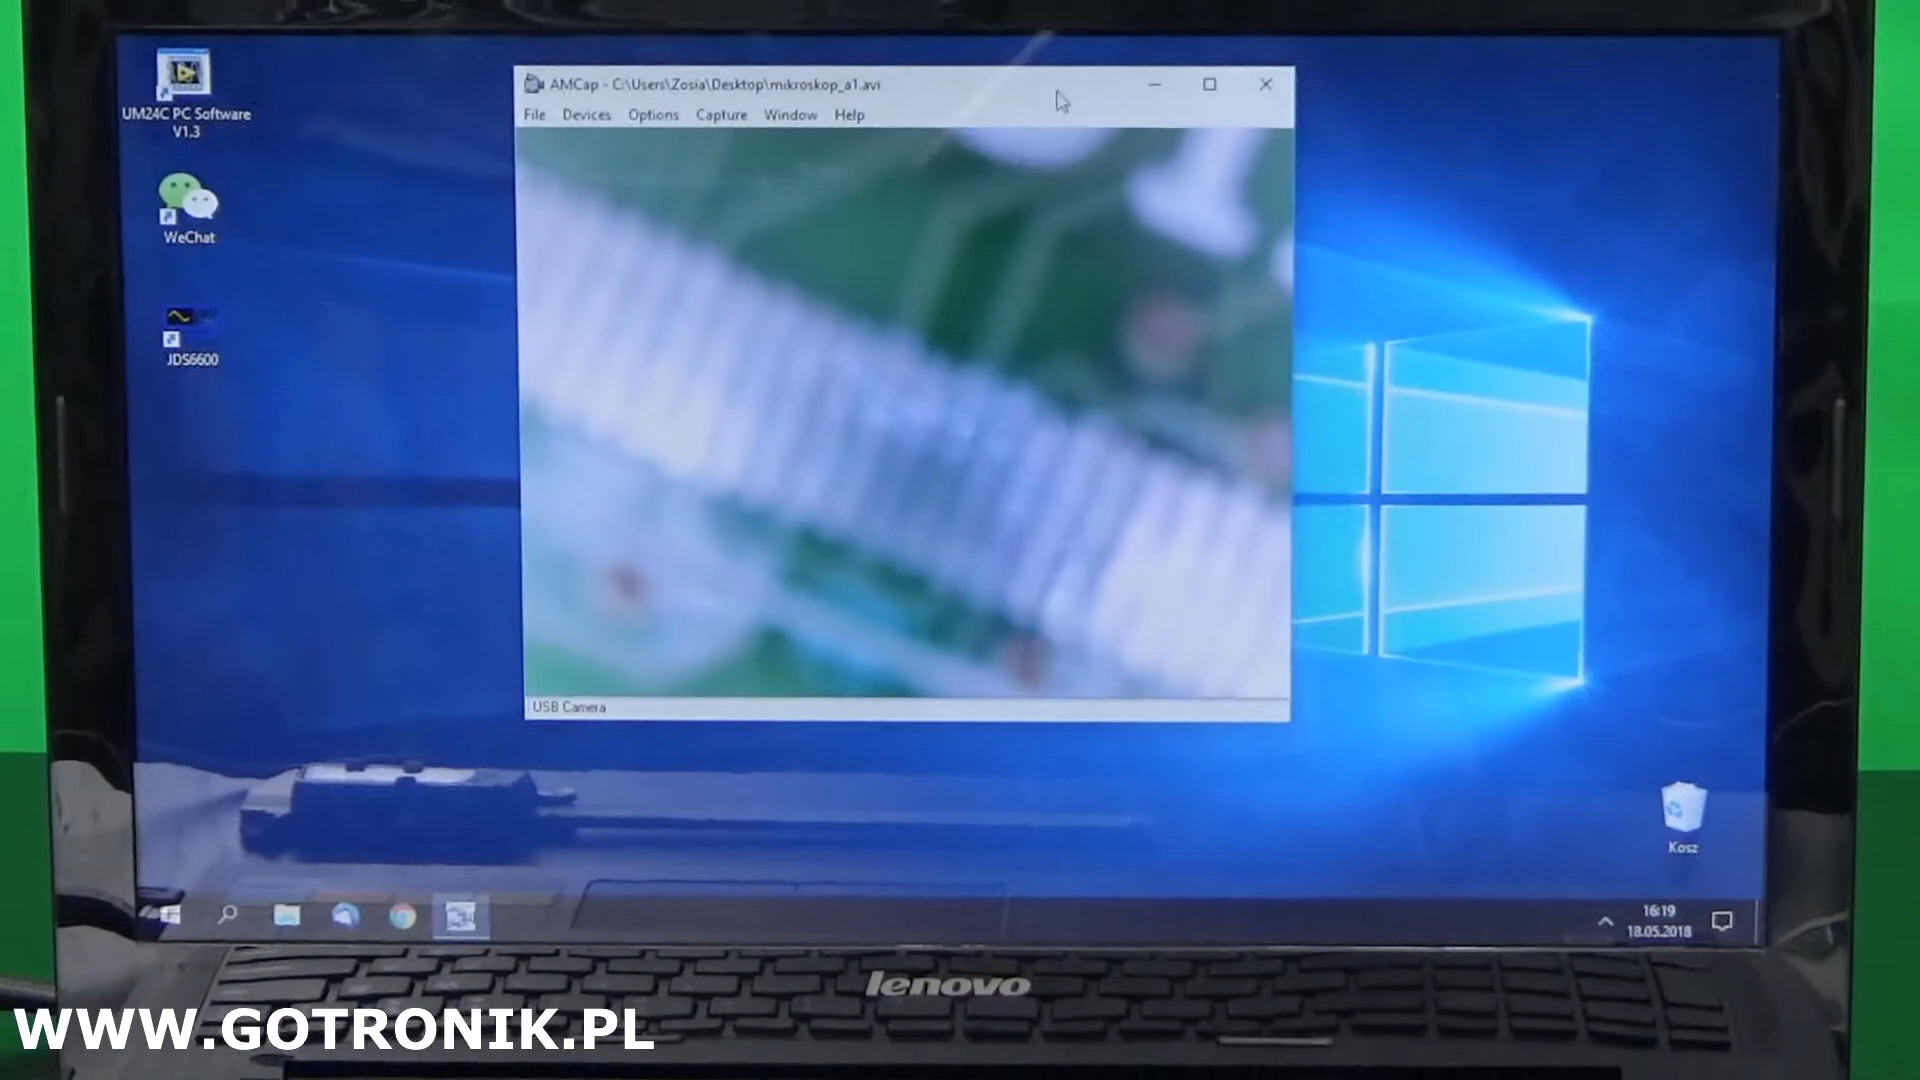 UM24C PC Software
V1.3
WeChat
JDS6600
AMCap - C:\Users\Zosia\Desktop\mikroskop_a1.avi
File Devices Options Capture Window Help
USB Camera
Kosz
16:19
18.05.2018
lenovo
WWW.GOTRONIK.PL